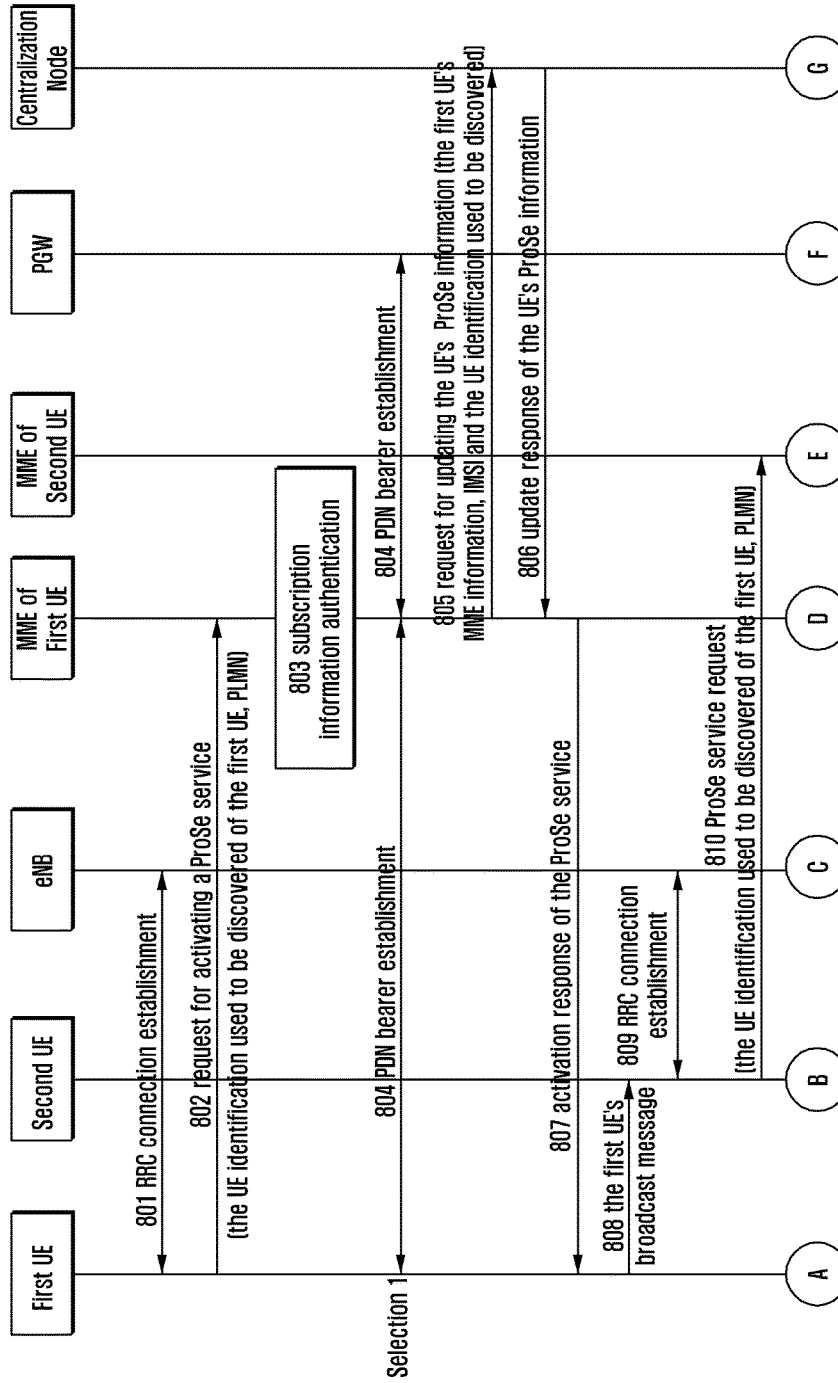 First UE
Second UE
eNB
MME of
First UE
MME of
Second UE
PGW
Centralization
Node
801 RRC connection establishment
802 request for activating a ProSe service
(the UE identification used to be discovered of the first UE, PLMN)
803 subscription
information authentication
Selection 1
804 PDN bearer establishment
804 PDN bearer establishment
805 request for updating the UE's ProSe information (the first UE's
MME information, IMSI and the UE identification used to be discovered)
806 update response of the UE's ProSe information
807 activation response of the ProSe service
808 the first UE's
broadcast message
809 RRC connection
establishment
810 ProSe service request
(the UE identification used to be discovered of the first UE, PLMN)
A
B
C
D
E
F
G